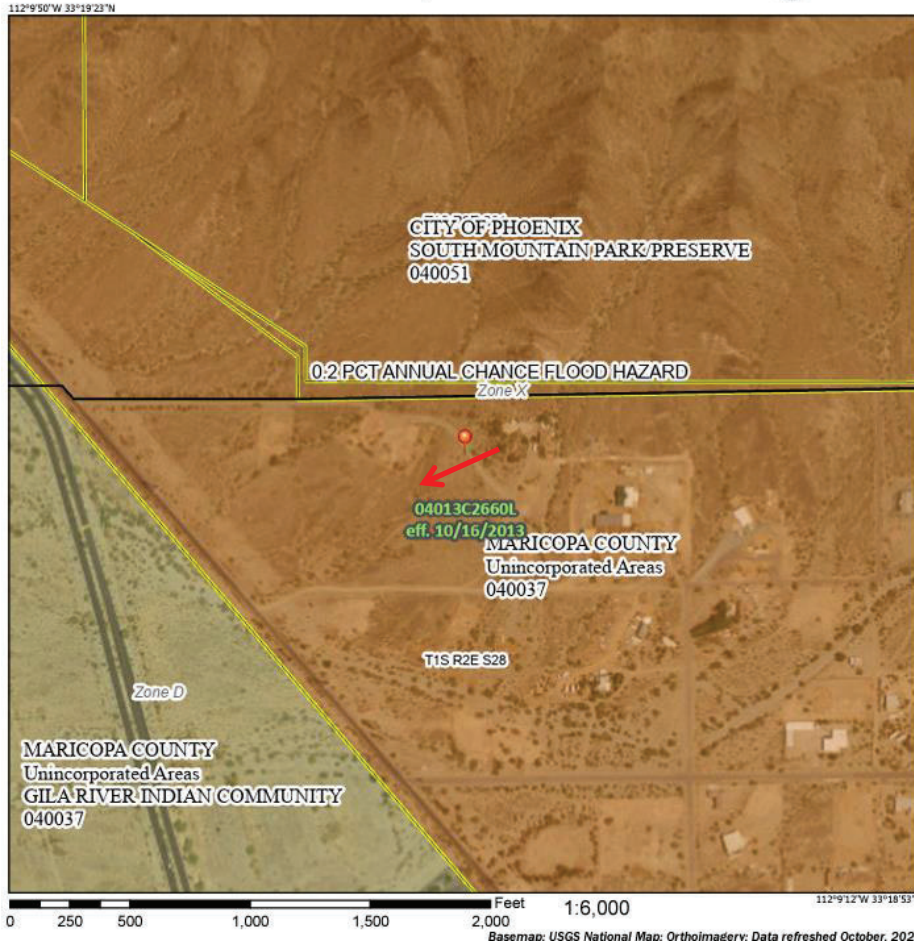 112°9'50"W 33°19'23"N
CITY OF PHOENIX
SOUTH MOUNTAIN PARK/PRESERVE
040051
0.2 PCT ANNUAL CHANCE FLOOD HAZARD
Zone X
04013C2660L
eff. 10/16/2013
MARICOPA COUNTY
Unincorporated Areas
040037
T1S R2E S28
Zone D
MARICOPA COUNTY
Unincorporated Areas
GILA RIVER INDIAN COMMUNITY
040037
Feet
1:6,000
112°9'12"W 33°18'53"
0 250 500 1,000 1,500 2,000
Basemap: USGS National Map: Orthoimagery: Data refreshed October, 202